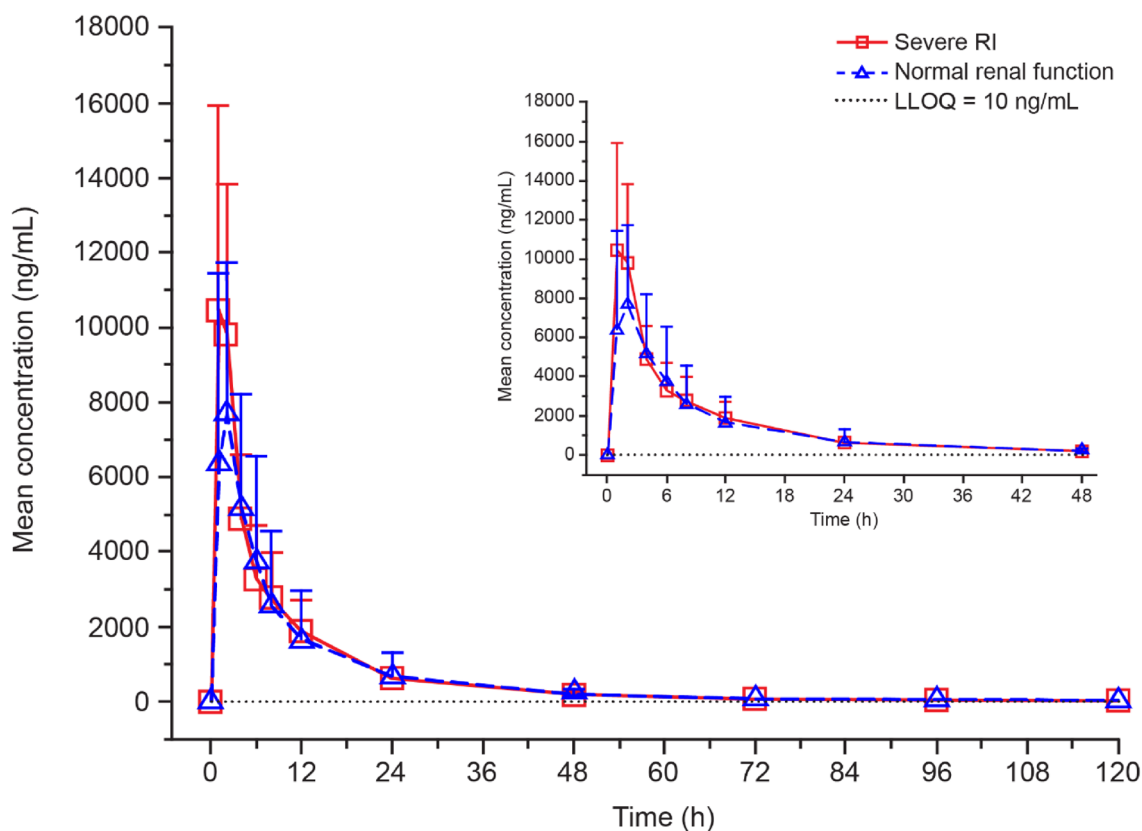 Severe RI
Normal renal function
LLOQ = 10 ng/mL
Mean concentration (ng/mL)
18000
16000
14000
12000
10000
8000
6000
4000
2000
0
0 12 24 36 48 60 72 84 96 108 120
Time (h)
Mean concentration (ng/mL)
18000
16000
14000
12000
10000
8000
6000
4000
2000
0
0 6 12 18 24 30 36 42 48
Time (h)